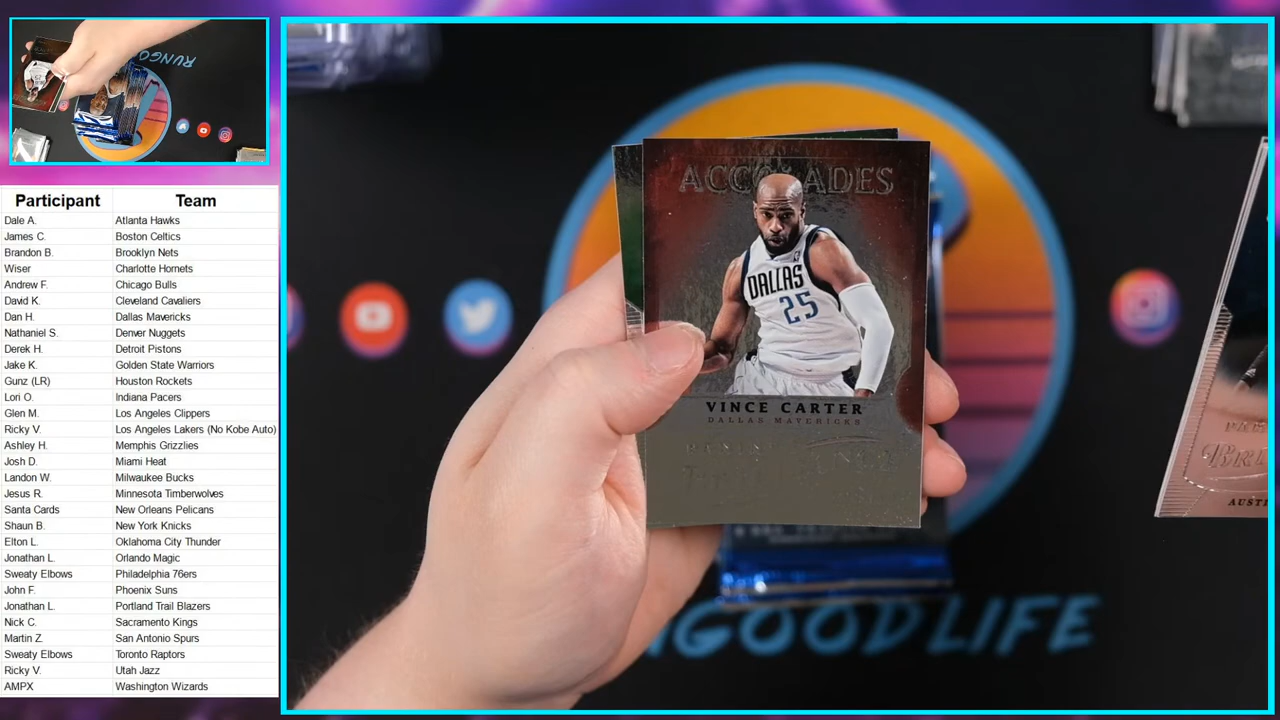 RUNGOOD
Participant Team
Dale A. Atlanta Hawks
James C. Boston Celtics
Brandon B. Brooklyn Nets
Wiser Charlotte Hornets
Andrew F. Chicago Bulls
David K. Cleveland Cavaliers
Dan H. Dallas Mavericks
Nathaniel S. Denver Nuggets
Derek H. Detroit Pistons
Jake K. Golden State Warriors
Gunz (LR) Houston Rockets
Lori O. Indiana Pacers
Glen M. Los Angeles Clippers
Ricky V. Los Angeles Lakers (No Kobe Auto)
Ashley H. Memphis Grizzlies
Josh D. Miami Heat
Landon W. Milwaukee Bucks
Jesus R. Minnesota Timberwolves
Santa Cards New Orleans Pelicans
Shaun B. New York Knicks
Elton L. Oklahoma City Thunder
Jonathan L. Orlando Magic
Sweaty Elbows Philadelphia 76ers
John F. Phoenix Suns
Jonathan L. Portland Trail Blazers
Nick C. Sacramento Kings
Martin Z. San Antonio Spurs
Sweaty Elbows Toronto Raptors
Ricky V. Utah Jazz
AMPX Washington Wizards
ACCOLADES
DALLAS
25
VINCE CARTER
DALLAS MAVERICKS
PANINI
RUNGOOD LIFE